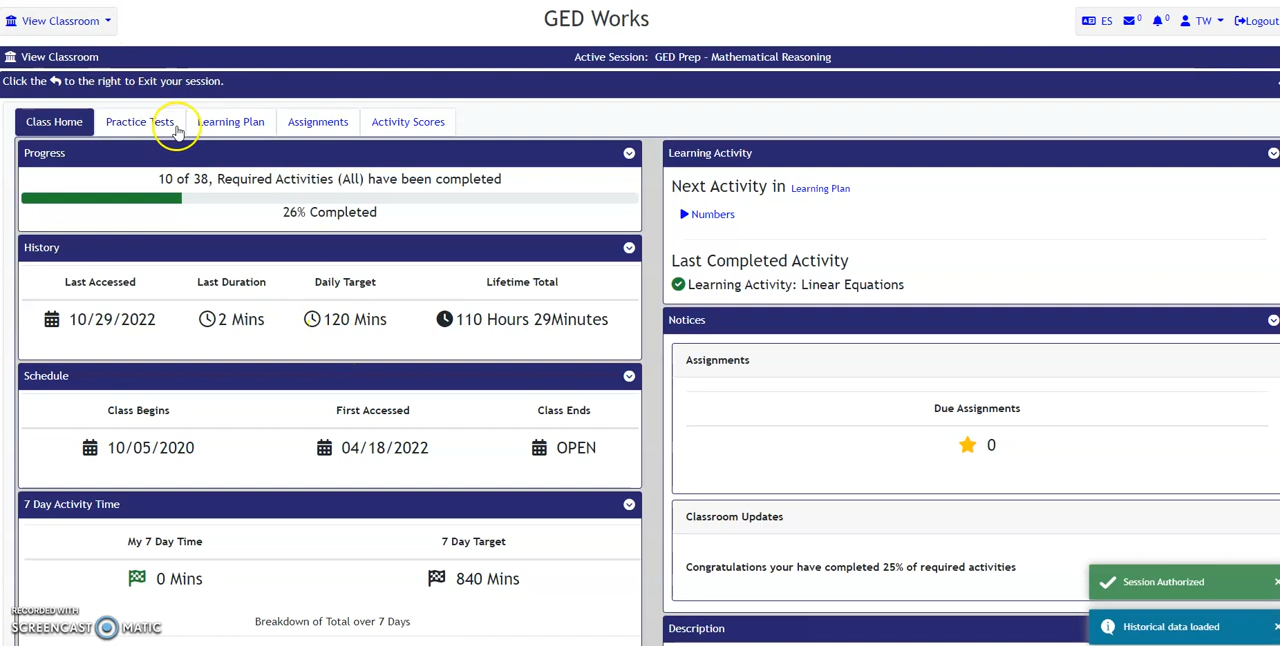 View Classroom
GED Works
ES 0 0 TW Logout
View Classroom
Active Session: GED Prep - Mathematical Reasoning
Click the to the right to Exit your session.
Class Home
Practice Tests
Learning Plan
Assignments
Activity Scores
Progress
10 of 38, Required Activities (All) have been completed
26% Completed
History
Last Accessed
Last Duration
Daily Target
Lifetime Total
10/29/2022
2 Mins
120 Mins
110 Hours 29Minutes
Schedule
Class Begins
First Accessed
Class Ends
10/05/2020
04/18/2022
OPEN
7 Day Activity Time
My 7 Day Time
7 Day Target
0 Mins
840 Mins
Breakdown of Total over 7 Days
Learning Activity
Next Activity in Learning Plan
Numbers
Last Completed Activity
Learning Activity: Linear Equations
Notices
Assignments
Due Assignments
0
Classroom Updates
Congratulations your have completed 25% of required activities
Description
Session Authorized
Historical data loaded
RECORDED WITH
SCREENCAST MATIC